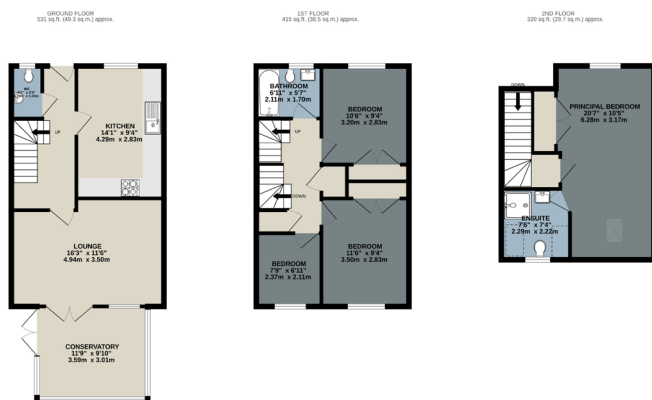 GROUND FLOOR
531 sq.ft. (49.3 sq.m.) approx.
WC
UP
KITCHEN
14'1" x 9'4"
4.29m x 2.83m
LOUNGE
16'3" x 11'6"
4.94m x 3.50m
CONSERVATORY
11'9" x 9'10"
3.59m x 3.01m
1ST FLOOR
415 sq.ft. (38.5 sq.m.) approx.
BATHROOM
6'11" x 5'7"
2.11m x 1.70m
BEDROOM
10'6" x 9'4"
3.20m x 2.83m
UP
DOWN
BEDROOM
7'9" x 6'11"
2.37m x 2.11m
BEDROOM
11'6" x 9'4"
3.50m x 2.83m
2ND FLOOR
320 sq.ft. (29.7 sq.m.) approx.
DOWN
PRINCIPAL BEDROOM
20'7" x 10'5"
6.28m x 3.17m
ENSUITE
7'6" x 7'4"
2.29m x 2.22m